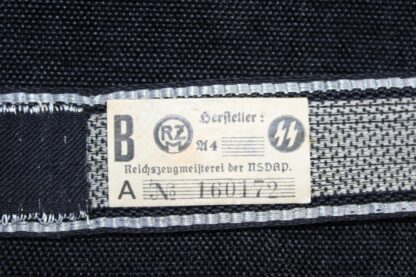 B RZM Hersteller:
A4
Reichszeugmeisterei der NSDAP.
A № 160172